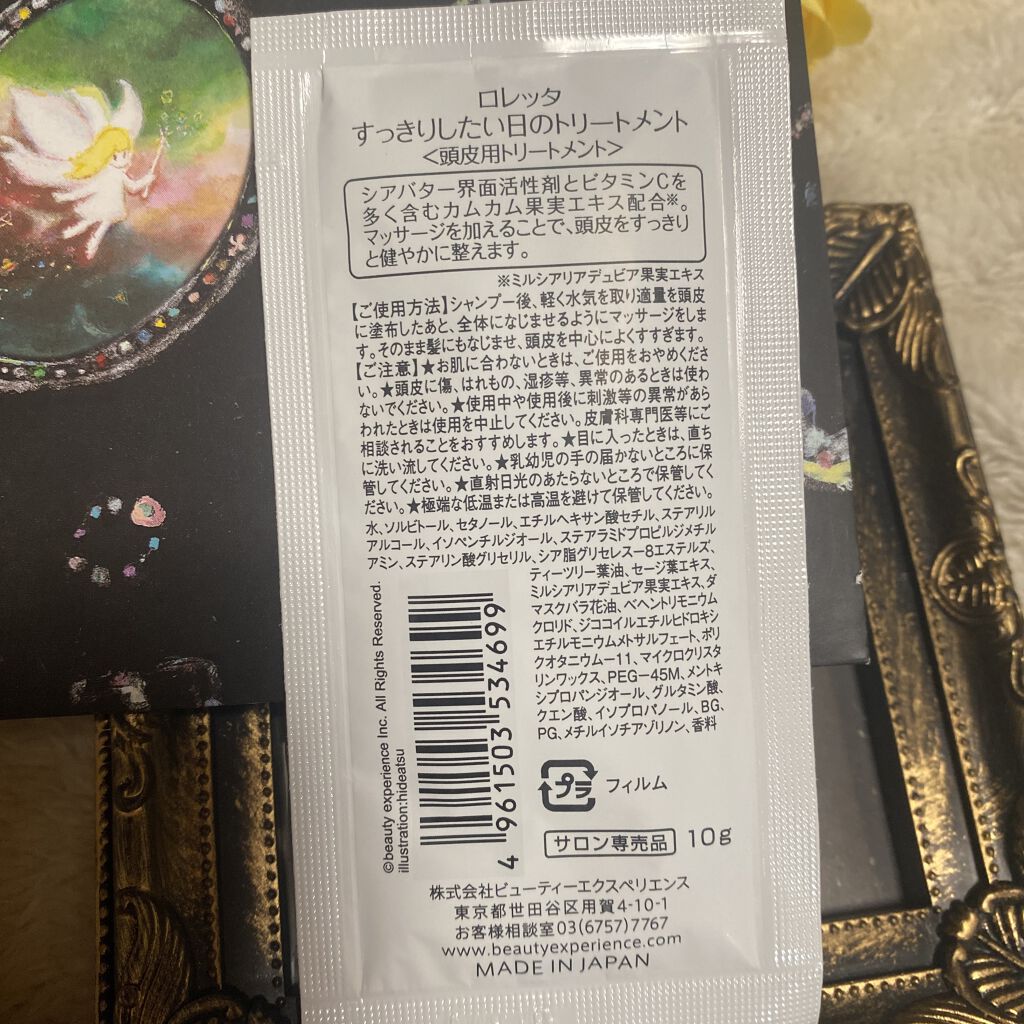 ロレッタ
すっきりしたい日のトリートメント
<頭皮用トリートメント>
シアバター界面活性剤とビタミンCを
多く含むカムカム果実エキス配合※。
マッサージを加えることで、頭皮をすっきり
と健やかに整えます。
※ミルシアリアデュビア果実エキス
【ご使用方法】シャンプー後、軽く水気を取り適量を頭皮
に塗布したあと、全体になじませるようにマッサージをしま
す。そのまま髪にもなじませ、頭皮を中心によくすすぎます。
【ご注意】★お肌に合わないときは、ご使用をおやめくださ
い。★頭皮に傷、はれもの、湿疹等、異常のあるときは使わ
ないでください。★使用中や使用後に刺激等の異常があら
われたときは使用を中止してください。皮膚科専門医等にご
相談されることをおすすめします。★目に入ったときは、直ち
に洗い流してください。★乳幼児の手の届かないところに保
管してください。★直射日光のあたらないところで保管してく
ださい。★極端な低温または高温を避けて保管してください。
水、ソルビトール、セタノール、エチルヘキサン酸セチル、ステアリル
アルコール、イソペンチルジオール、ステアラミドプロピルジメチル
アミン、ステアリン酸グリセリル、シア脂グリセレス－8エステルズ、
ティーツリー葉油、セージ葉エキス、
ミルシアリアデュビア果実エキス、ダ
マスクバラ花油、ベヘントリモニウム
クロリド、ジココイルエチルヒドロキシ
エチルモニウムメトサルフェート、ポリ
クオタニウム－11、マイクロクリスタ
リンワックス、PEG－45M、メントキ
シプロパンジオール、グルタミン酸、
クエン酸、イソプロパノール、BG、
PG、メチルイソチアゾリノン、香料
©beauty experience Inc. All Rights Reserved.
illustration:hideatsu
4 961503 534699
プラ
フィルム
サロン専売品 10g
株式会社ビューティーエクスペリエンス
東京都世田谷区用賀4-10-1
お客様相談室03(6757)7767
www.beautyexperience.com
MADE IN JAPAN